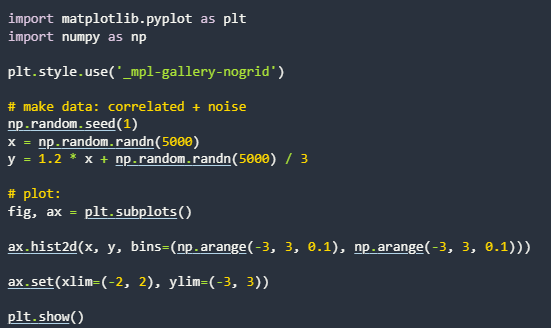 import matplotlib.pyplot as plt
import numpy as np
plt.style.use('_mpl-gallery-nogrid')
# make data: correlated + noise
np.random.seed(1)
x = np.random.randn(5000)
y = 1.2 * x + np.random.randn(5000) / 3
# plot:
fig, ax = plt.subplots()
ax.hist2d(x, y, bins=(np.arange(-3, 3, 0.1), np.arange(-3, 3, 0.1)))
ax.set(xlim=(-2, 2), ylim=(-3, 3))
plt.show()